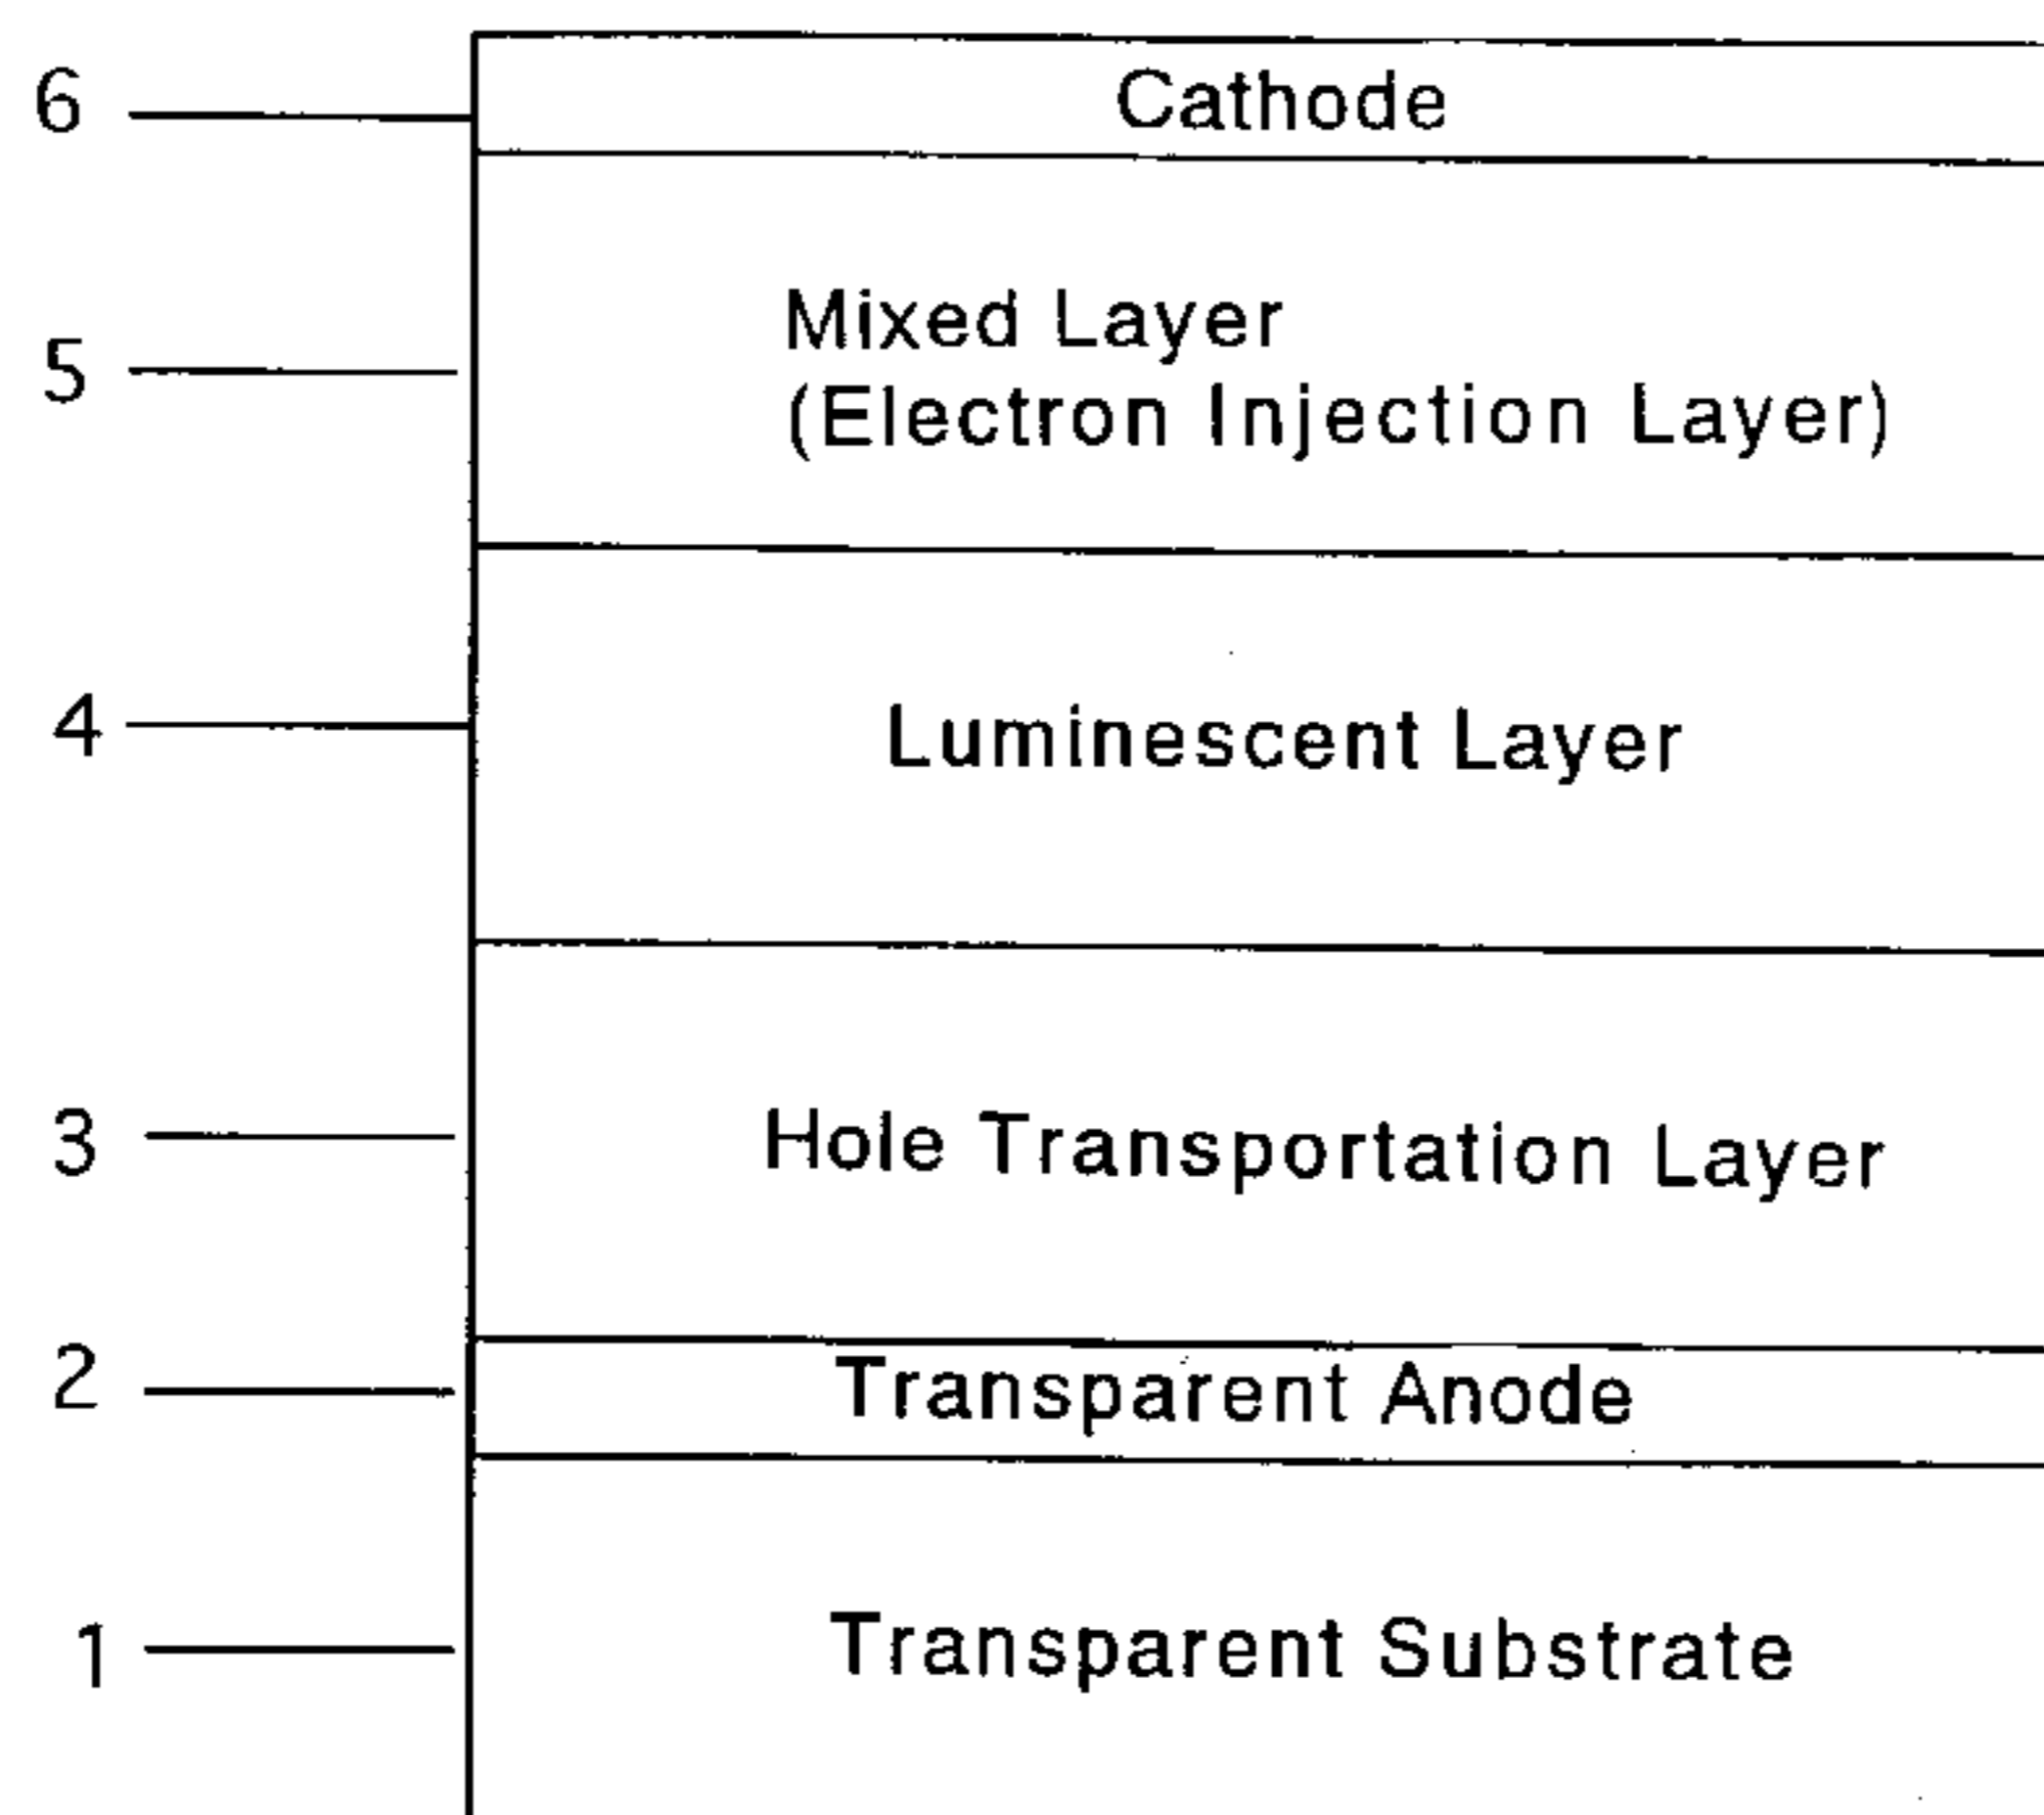 6 Cathode
5 Mixed Layer
(Electron Injection Layer)
4 Luminescent Layer
3 Hole Transportation Layer
2 Transparent Anode
1 Transparent Substrate